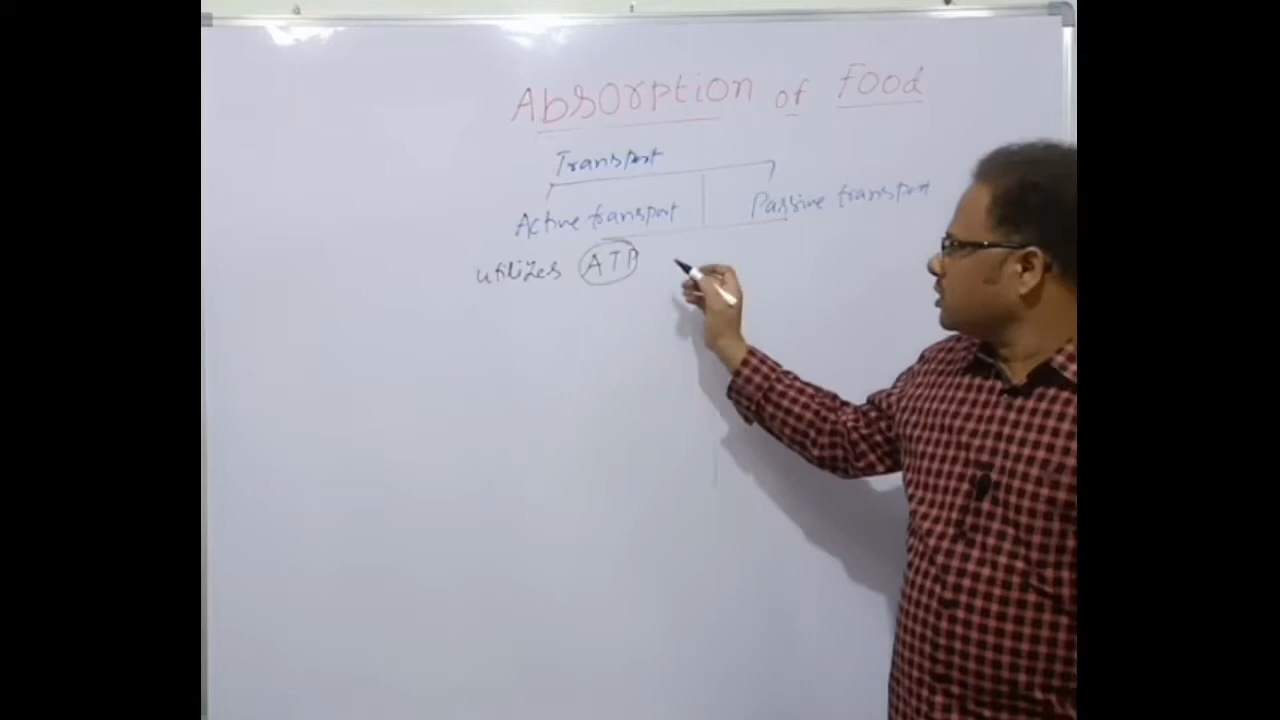 Absorption of Food
Transport
Active transport Passive transport
utilizes ATP